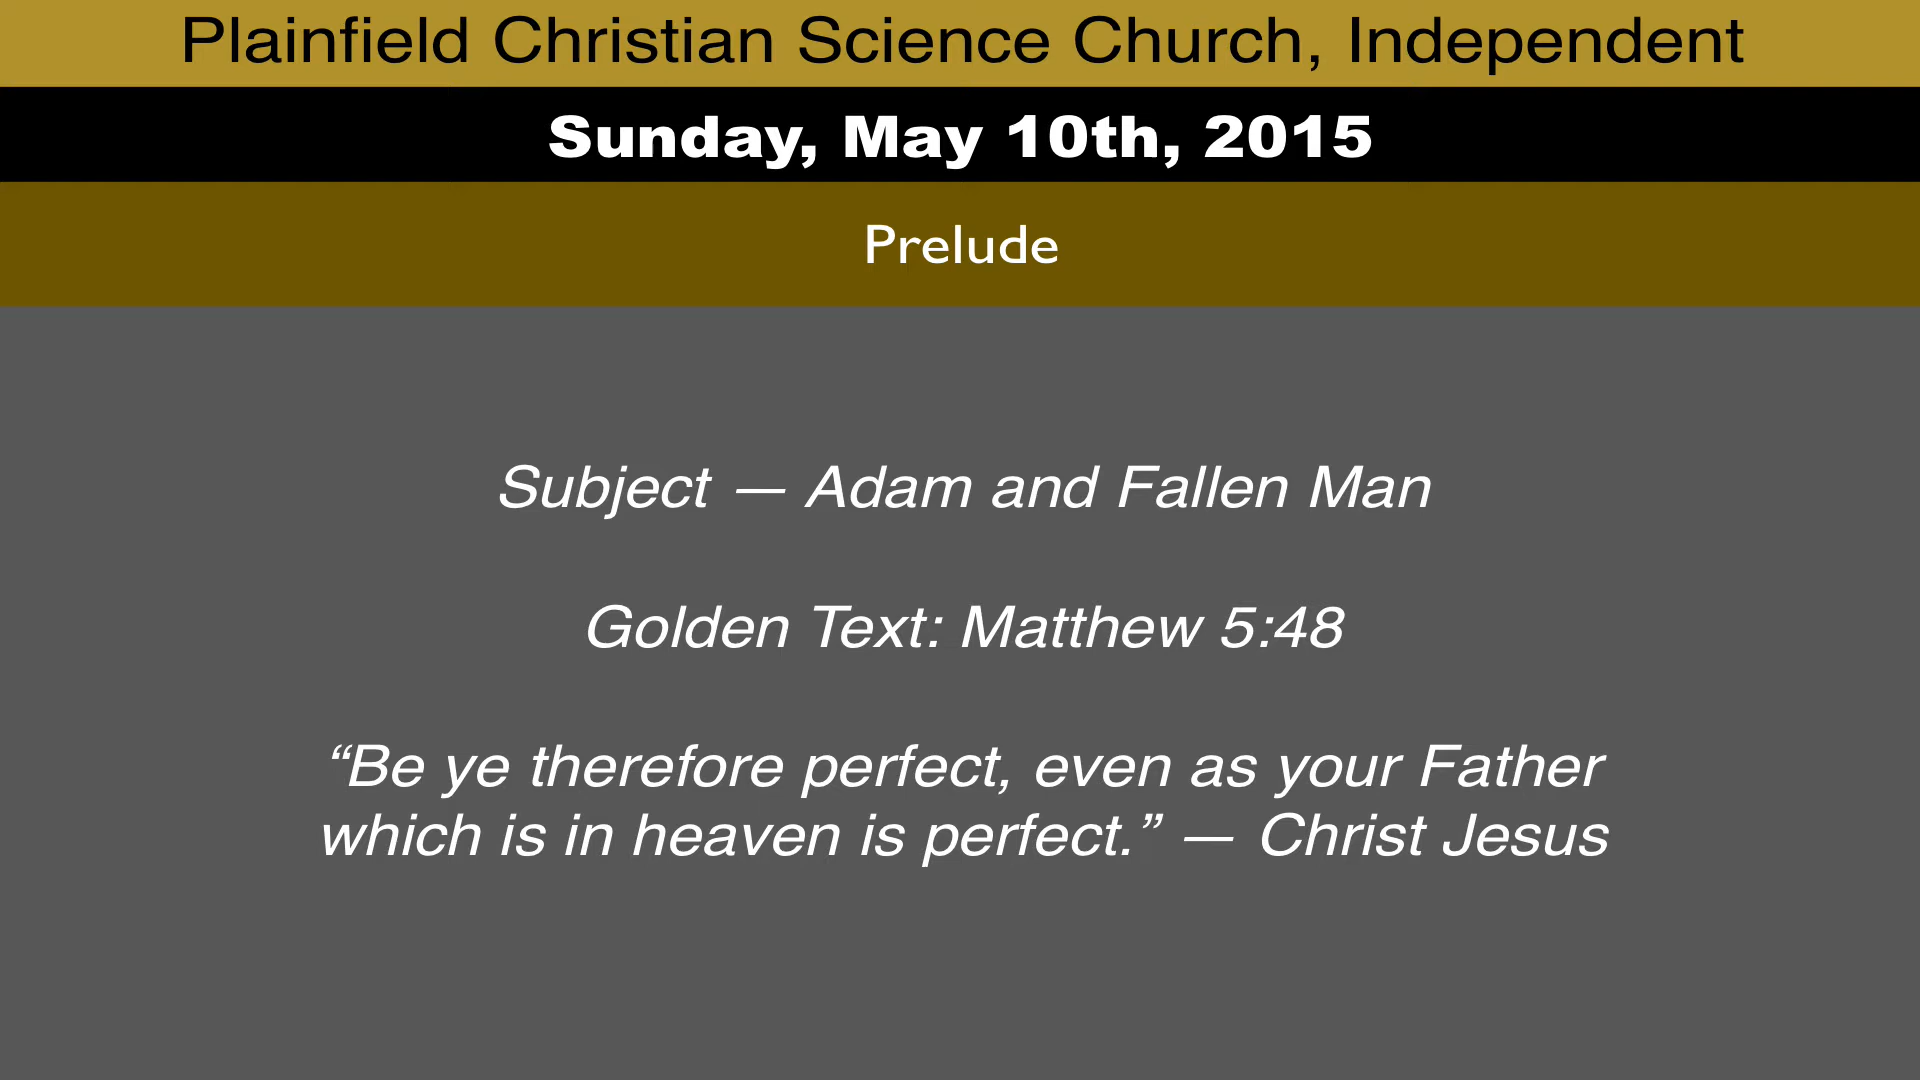 Plainfield Christian Science Church, Independent
Sunday, May 10th, 2015
Prelude
Subject — Adam and Fallen Man
Golden Text: Matthew 5:48
“Be ye therefore perfect, even as your Father
which is in heaven is perfect.” — Christ Jesus